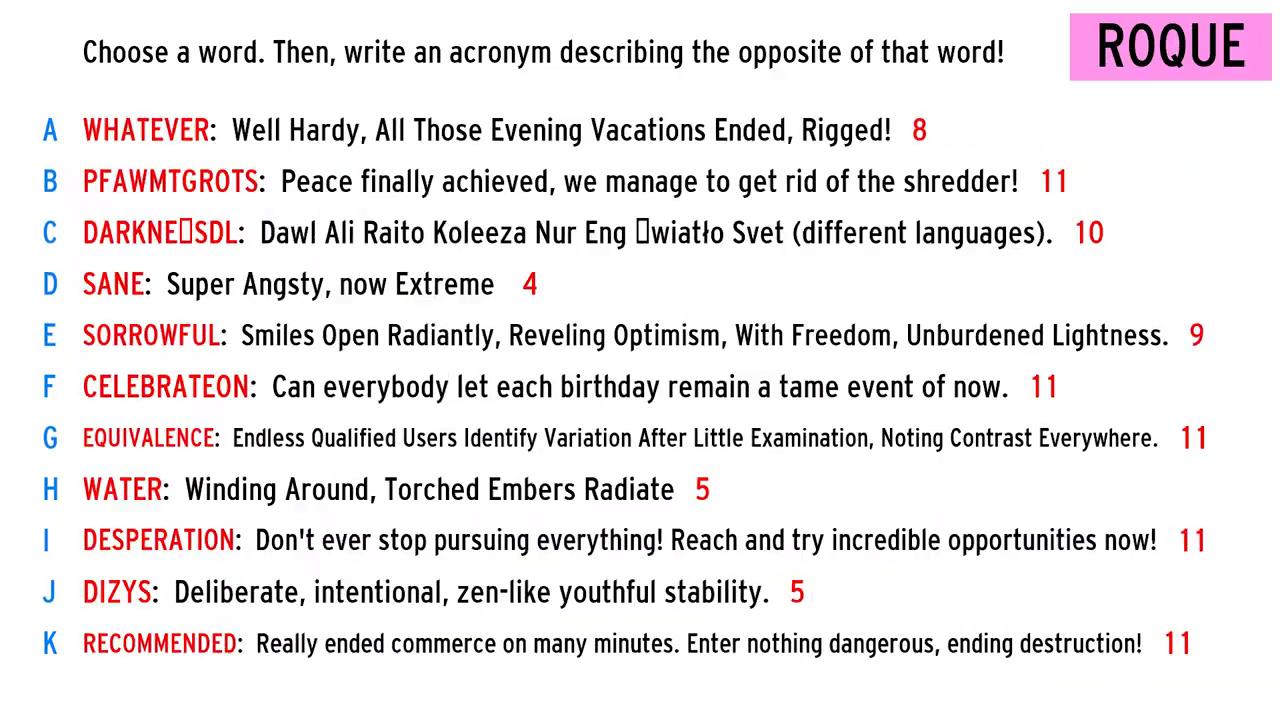 Choose a word. Then, write an acronym describing the opposite of that word!
ROQUE
A WHATEVER: Well Hardy, All Those Evening Vacations Ended, Rigged! 8
B PFAWMTGROTS: Peace finally achieved, we manage to get rid of the shredder! 11
C DARKNE▯SDL: Dawl Ali Raito Koleeza Nur Eng ▯wiatło Svet (different languages). 10
D SANE: Super Angsty, now Extreme 4
E SORROWFUL: Smiles Open Radiantly, Reveling Optimism, With Freedom, Unburdened Lightness. 9
F CELEBRATEON: Can everybody let each birthday remain a tame event of now. 11
G EQUIVALENCE: Endless Qualified Users Identify Variation After Little Examination, Noting Contrast Everywhere. 11
H WATER: Winding Around, Torched Embers Radiate 5
I DESPERATION: Don't ever stop pursuing everything! Reach and try incredible opportunities now! 11
J DIZYS: Deliberate, intentional, zen-like youthful stability. 5
K RECOMMENDED: Really ended commerce on many minutes. Enter nothing dangerous, ending destruction! 11